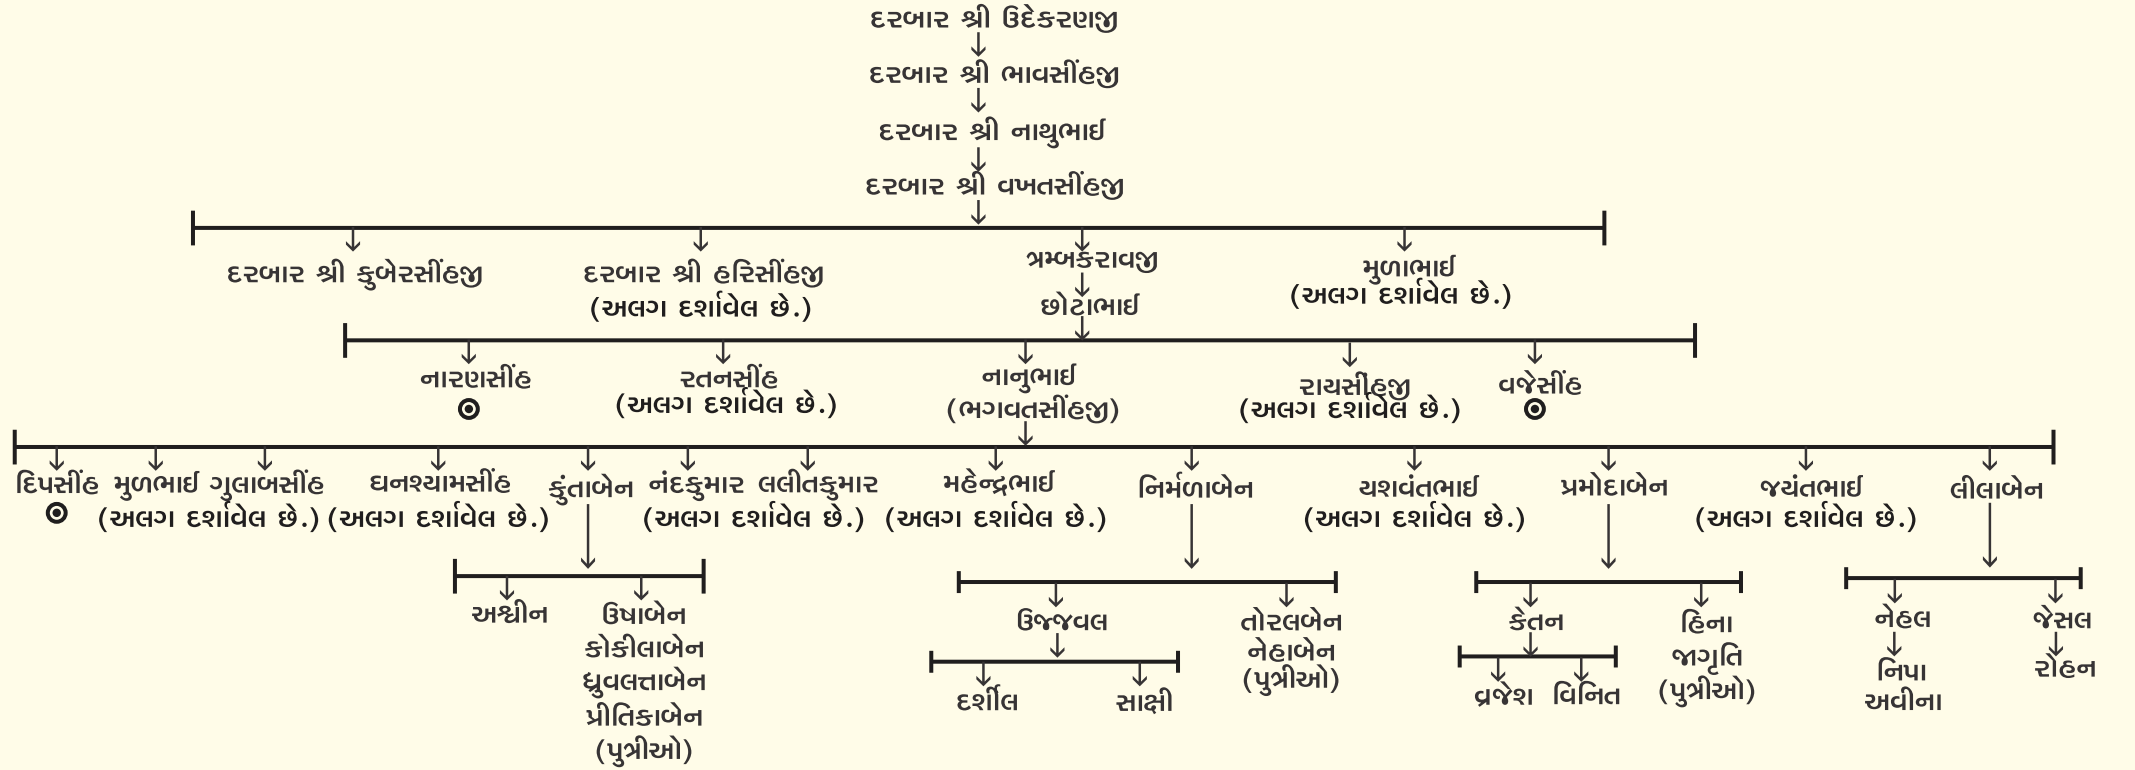 દરબાર શ્રી ઉદેકરણજી
દરબાર શ્રી ભાવસીંહજી
દરબાર શ્રી નાથુભાઈ
દરબાર શ્રી વખતસીંહજી
દરબાર શ્રી કુબેરસીંહજી દરબાર શ્રી હરિસીંહજી ત્રમ્બકરાવજી મુળાભાઈ
(અલગ દર્શાવેલ છે.) છોટાભાઈ (અલગ દર્શાવેલ છે.)
નારણસીંહ રતનસીંહ નાનુભાઈ રાયસીંહજી વજેસીંહ
(અલગ દર્શાવેલ છે.) (ભગવતસીંહજી) (અલગ દર્શાવેલ છે.)
દિપસીંહ મુળભાઈ ગુલાબસીંહ ઘનશ્યામસીંહ કુંતાબેન નંદકુમાર લલીતકુમાર મહેન્દ્રભાઈ નિર્મળાબેન યશવંતભાઈ પ્રમોદાબેન જયંતભાઈ લીલાબેન
(અલગ દર્શાવેલ છે.) (અલગ દર્શાવેલ છે.) (અલગ દર્શાવેલ છે.) (અલગ દર્શાવેલ છે.) (અલગ દર્શાવેલ છે.) (અલગ દર્શાવેલ છે.)
અશ્વીન ઉષાબેન ઉજ્જવલ તોરલબેન કેતન હિના નેહલ જેસલ
કોકીલાબેન નેહાબેન જાગૃતિ નિપા રોહન
ધ્રુવલત્તાબેન (પુત્રીઓ) વ્રજેશ વિનિત (પુત્રીઓ) અવીના
પ્રીતિકાબેન દર્શીલ સાક્ષી
(પુત્રીઓ)